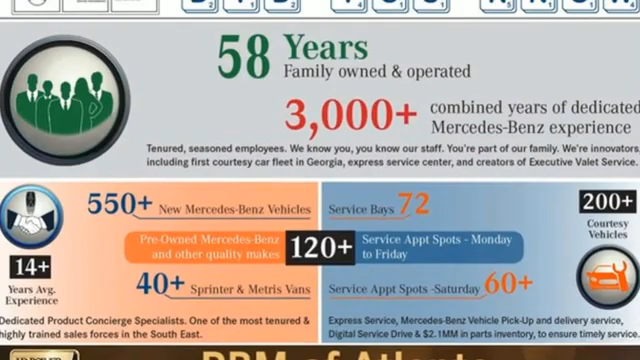 58 Years
Family owned & operated
3,000+ combined years of dedicated
Mercedes-Benz experience
Tenured, seasoned employees. We know you, you know our staff. You're part of our family. We're innovators,
including first courtesy car fleet in Georgia, express service center, and creators of Executive Valet Service.
550+ New Mercedes-Benz Vehicles
Pre-Owned Mercedes-Benz
and other quality makes
120+
40+ Sprinter & Metris Vans
14+
Years Avg.
Experience
Dedicated Product Concierge Specialists. One of the most tenured &
highly trained sales forces in the South East.
Service Bays 72
Service Appt Spots - Monday
to Friday
Service Appt Spots -Saturday 60+
200+
Courtesy
Vehicles
Express Service, Mercedes-Benz Vehicle Pick-Up and delivery service,
Digital Service Drive & $2.1MM in parts inventory, to ensure timely service.